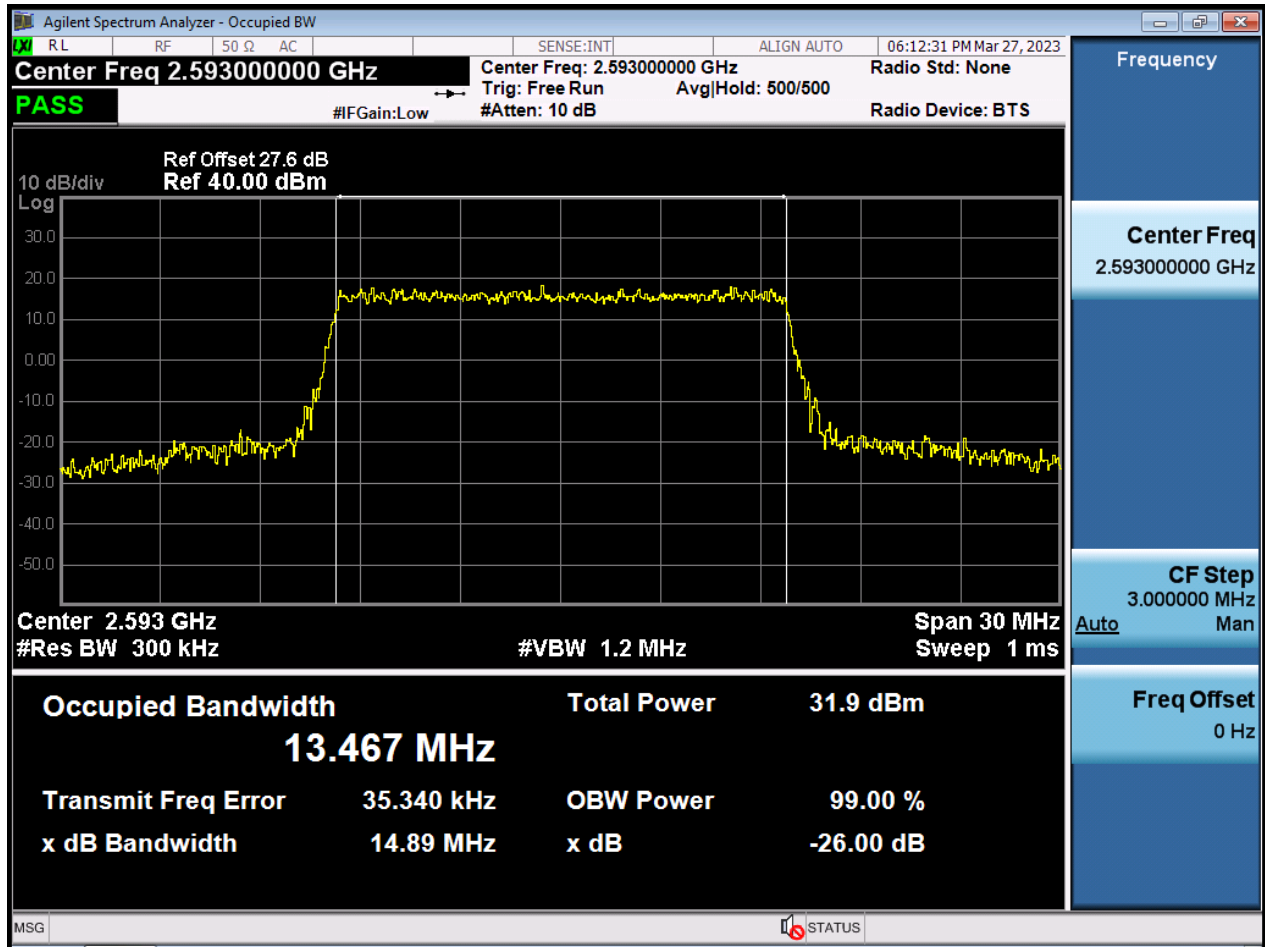 Agilent Spectrum Analyzer - Occupied BW
LXI RL RF 50 Ω AC SENSE:INT ALIGN AUTO 06:12:31 PM Mar 27, 2023
Center Freq 2.593000000 GHz
PASS
#IFGain:Low
Center Freq: 2.593000000 GHz
Trig: Free Run Avg|Hold: 500/500
#Atten: 10 dB
Radio Std: None
Radio Device: BTS
Ref Offset 27.6 dB
10 dB/div Ref 40.00 dBm
Log
30.0
20.0
10.0
0.00
-10.0
-20.0
-30.0
-40.0
-50.0
Center 2.593 GHz Span 30 MHz
#Res BW 300 kHz #VBW 1.2 MHz Sweep 1 ms
Occupied Bandwidth Total Power 31.9 dBm
13.467 MHz
Transmit Freq Error 35.340 kHz OBW Power 99.00 %
x dB Bandwidth 14.89 MHz x dB -26.00 dB
Frequency
Center Freq
2.593000000 GHz
CF Step
3.000000 MHz
Auto Man
Freq Offset
0 Hz
MSG STATUS